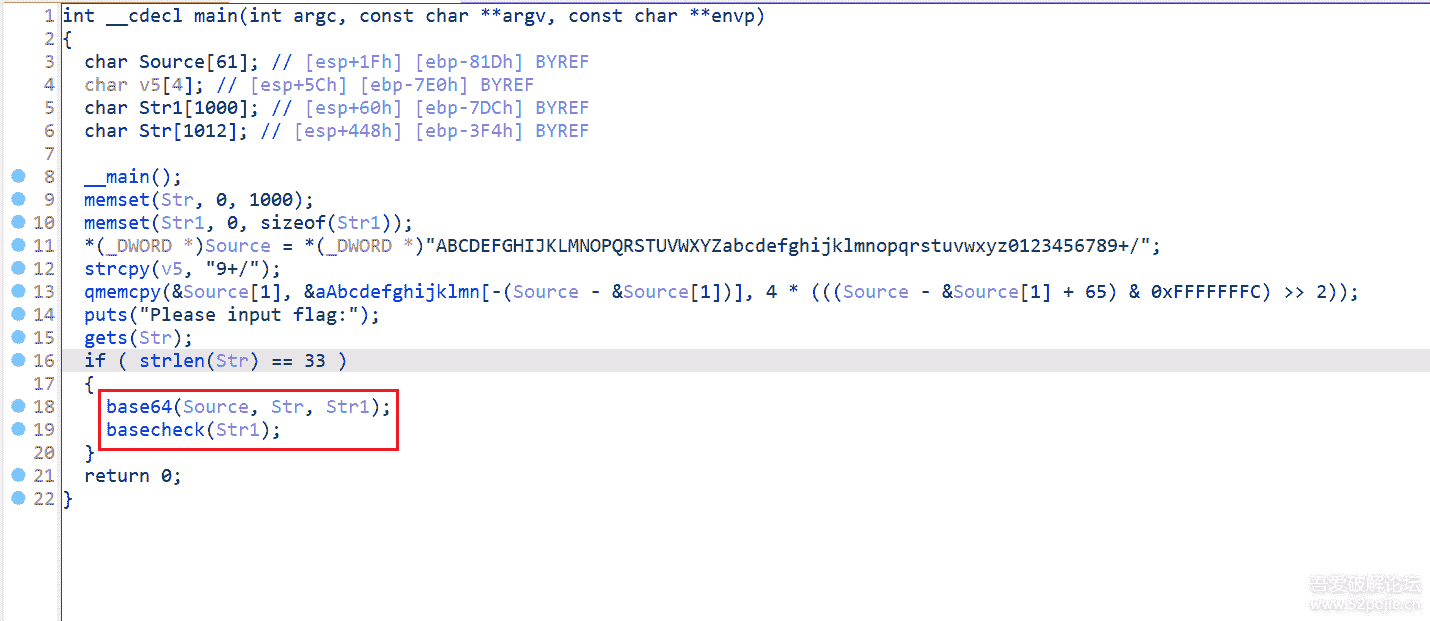 1 int __cdecl main(int argc, const char **argv, const char **envp)
2 {
3 char Source[61]; // [esp+1Fh] [ebp-81Dh] BYREF
4 char v5[4]; // [esp+5Ch] [ebp-7E0h] BYREF
5 char Str1[1000]; // [esp+60h] [ebp-7DCh] BYREF
6 char Str[1012]; // [esp+448h] [ebp-3F4h] BYREF
7
8 __main();
9 memset(Str, 0, 1000);
10 memset(Str1, 0, sizeof(Str1));
11 *(_DWORD *)Source = *(_DWORD *)"ABCDEFGHIJKLMNOPQRSTUVWXYZabcdefghijklmnopqrstuvwxyz0123456789+/";
12 strcpy(v5, "9+/");
13 qmemcpy(&Source[1], &aAbcdefghijklmn[-(Source - &Source[1])], 4 * (((Source - &Source[1] + 65) & 0xFFFFFFFC) >> 2));
14 puts("Please input flag:");
15 gets(Str);
16 if ( strlen(Str) == 33 )
17 {
18 base64(Source, Str, Str1);
19 basecheck(Str1);
20 }
21 return 0;
22 }
吾爱破解论坛
www.52pojie.cn